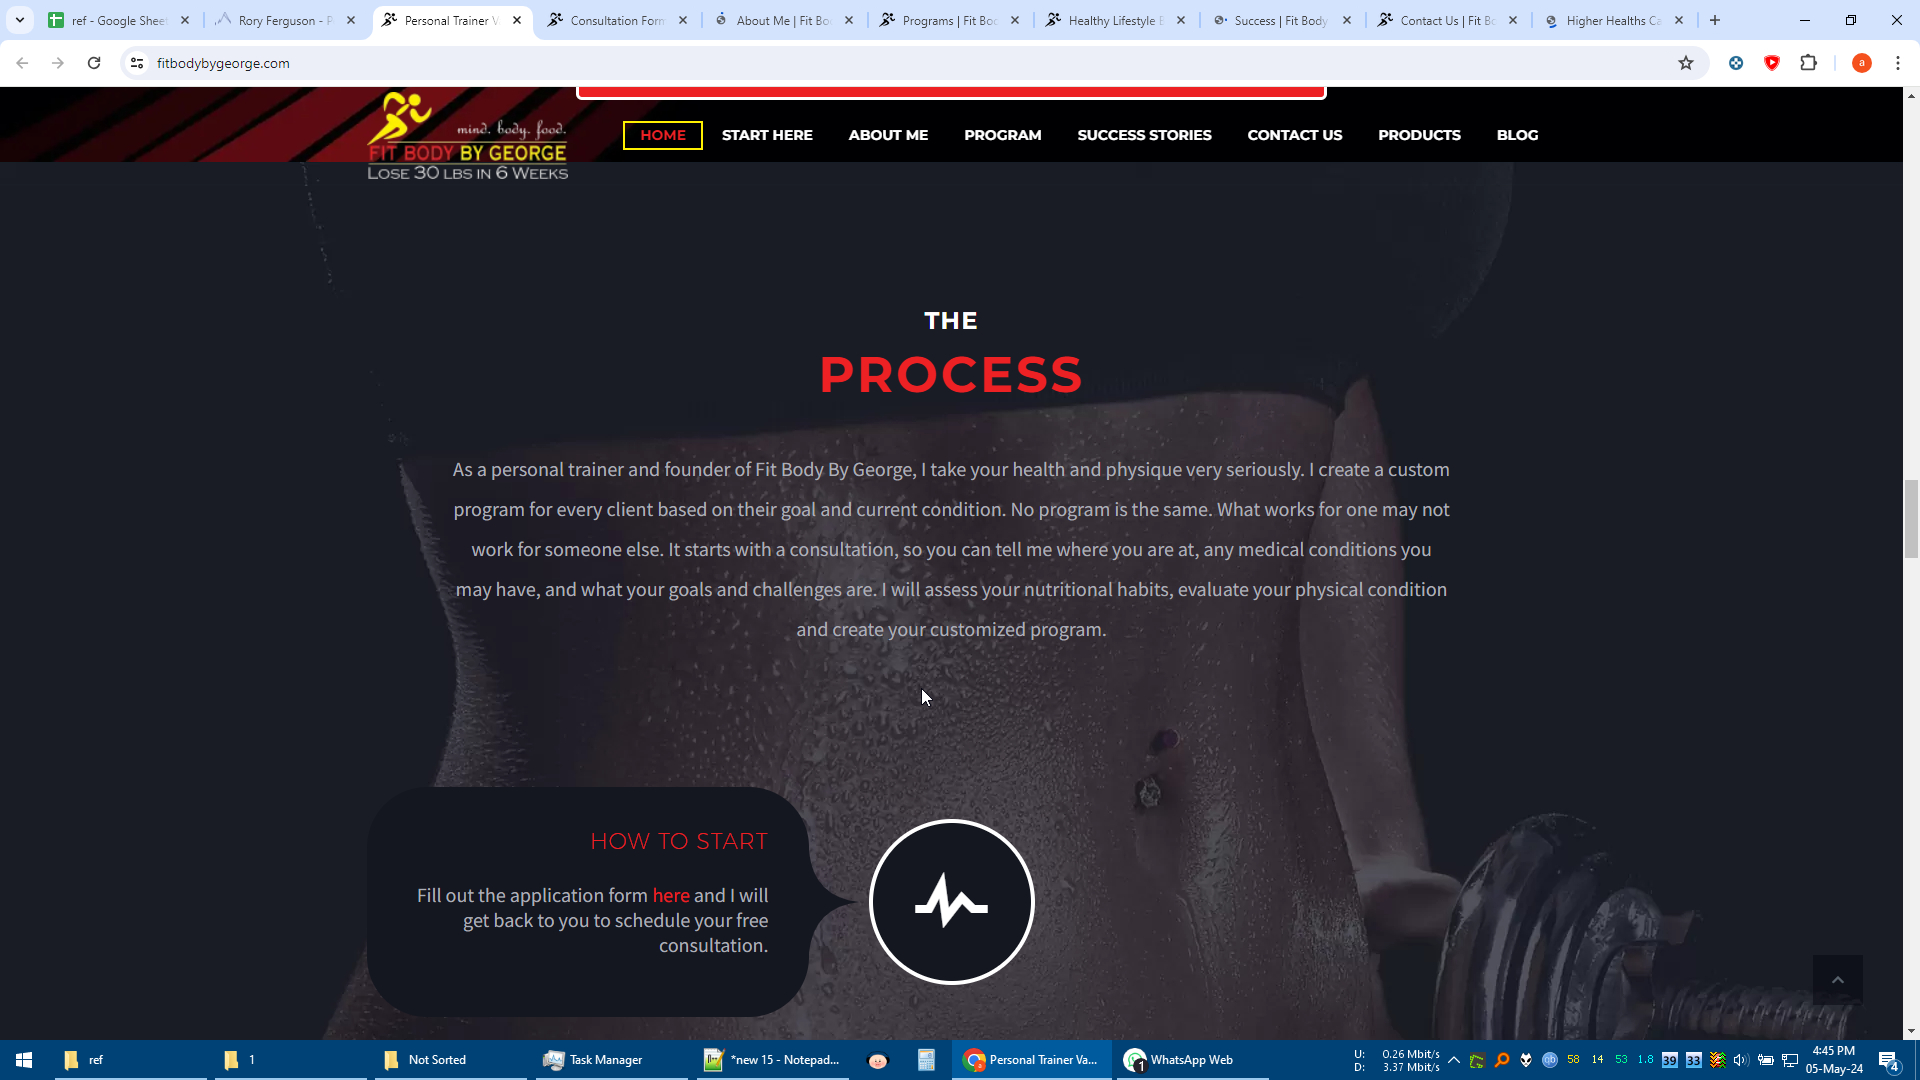 ref - Google Shee
Rory Ferguson - P
Personal Trainer V
Consultation Form
About Me | Fit Bo
Programs | Fit Bo
Healthy Lifestyle B
Success | Fit Body
Contact Us | Fit B
Higher Healths Ca
fitbodybygeorge.com
a
mind. body. food.
FIT BODY BY GEORGE
LOSE 30 LBS IN 6 WEEKS
HOME
START HERE
ABOUT ME
PROGRAM
SUCCESS STORIES
CONTACT US
PRODUCTS
BLOG
THE
PROCESS
As a personal trainer and founder of Fit Body By George, I take your health and physique very seriously. I create a custom
program for every client based on their goal and current condition. No program is the same. What works for one may not
work for someone else. It starts with a consultation, so you can tell me where you are at, any medical conditions you
may have, and what your goals and challenges are. I will assess your nutritional habits, evaluate your physical condition
and create your customized program.
HOW TO START
Fill out the application form here and I will
get back to you to schedule your free
consultation.
ref
1
Not Sorted
Task Manager
*new 15 - Notepad...
Personal Trainer Va...
1
WhatsApp Web
U: 0.26 Mbit/s
D: 3.37 Mbit/s
58
14
53
1.8
39
33
4:45 PM
05-May-24
4